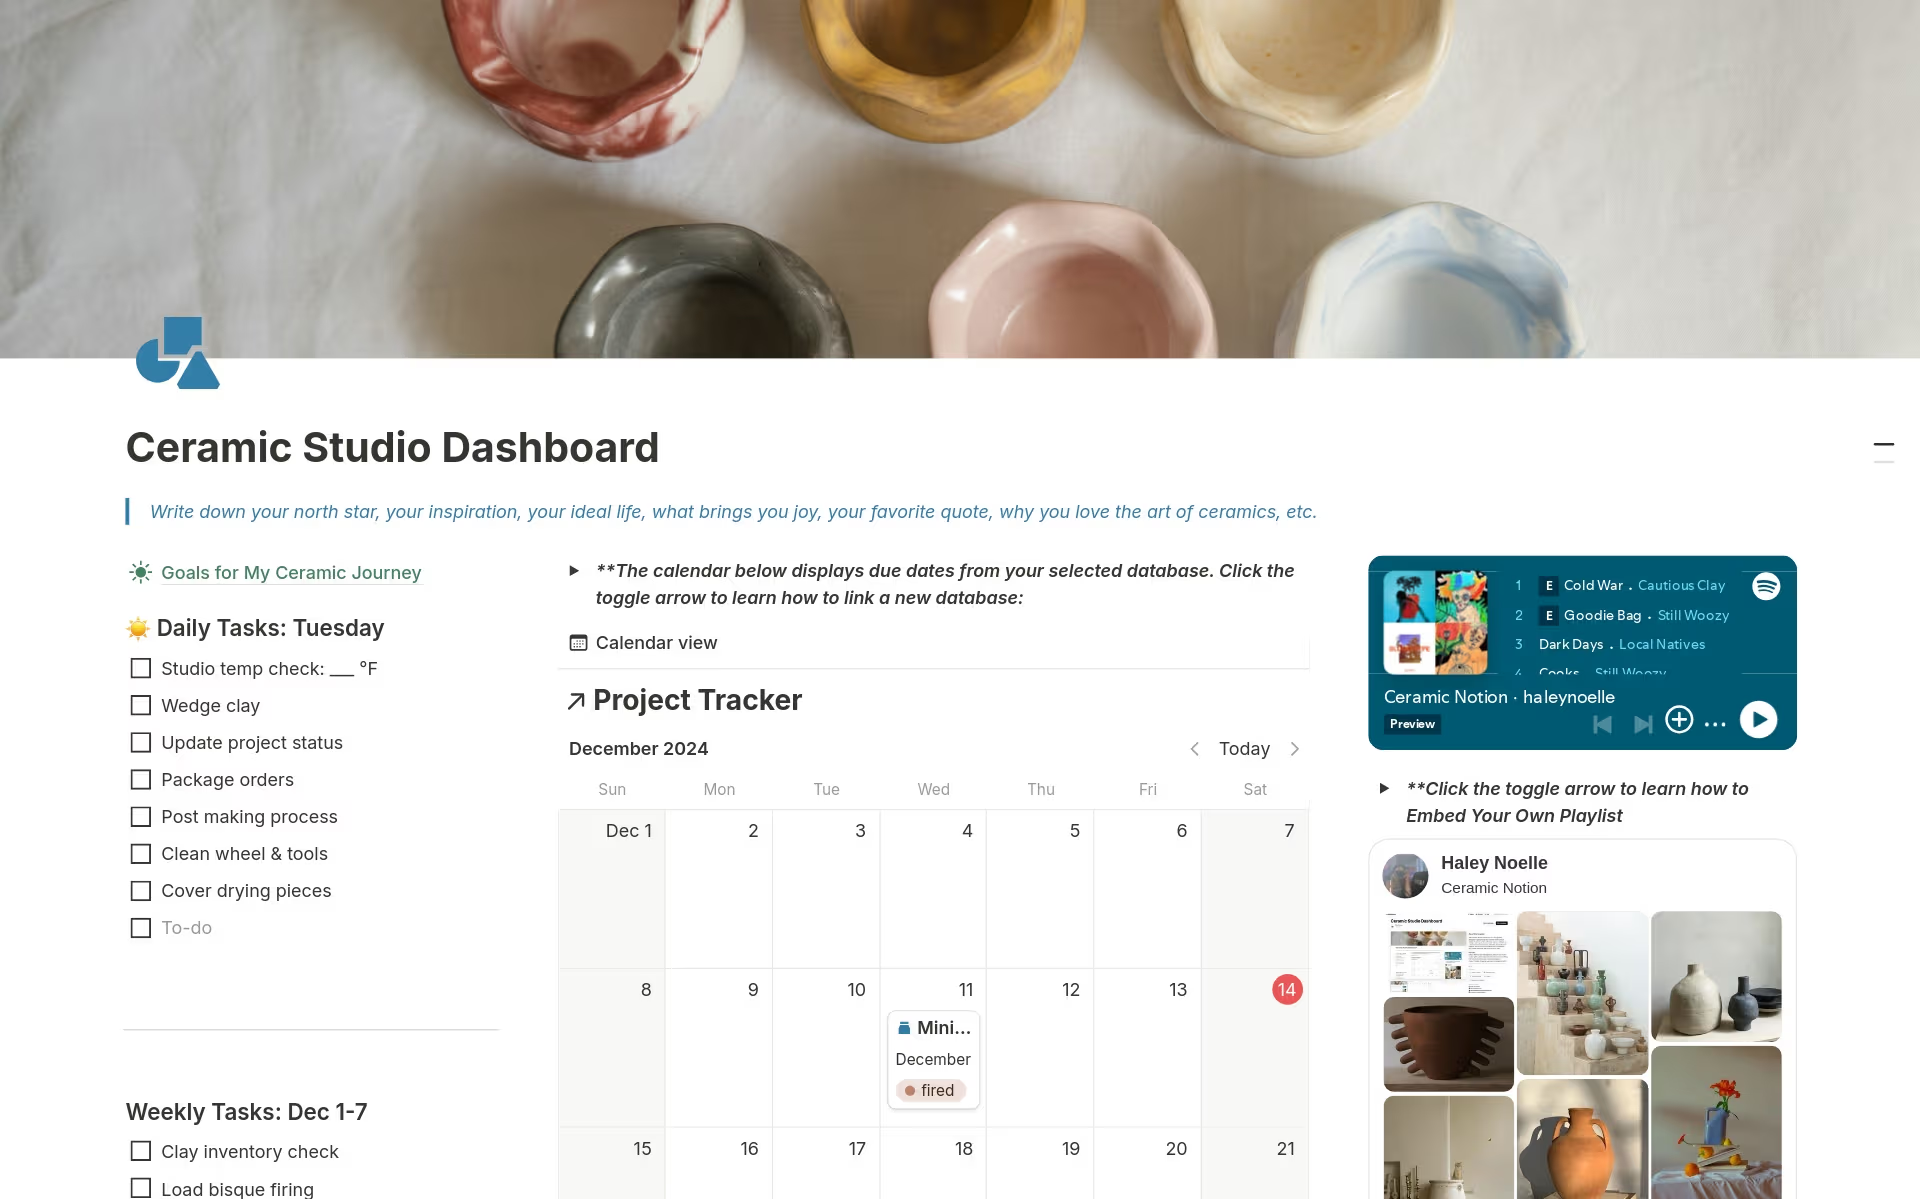 Ceramic Studio Dashboard
Write down your north star, your inspiration, your ideal life, what brings you joy, your favorite quote, why you love the art of ceramics, etc.
Goals for My Ceramic Journey
Daily Tasks: Tuesday
Studio temp check: ___ °F
Wedge clay
Update project status
Package orders
Post making process
Clean wheel & tools
Cover drying pieces
To-do
Weekly Tasks: Dec 1-7
Clay inventory check
Load bisque firing
**The calendar below displays due dates from your selected database. Click the
toggle arrow to learn how to link a new database:
Calendar view
Project Tracker
December 2024
Today
Sun Mon Tue Wed Thu Fri Sat
Dec 1 2 3 4 5 6 7
8 9 10 11 12 13 14
Mini...
December
fired
15 16 17 18 19 20 21
1 E Cold War . Cautious Clay
2 E Goodie Bag . Still Woozy
3 Dark Days . Local Natives
4 Cooks Still Woozy
Ceramic Notion · haleynoelle
Preview
**Click the toggle arrow to learn how to
Embed Your Own Playlist
Haley Noelle
Ceramic Notion
Ceramic Studio Dashboard